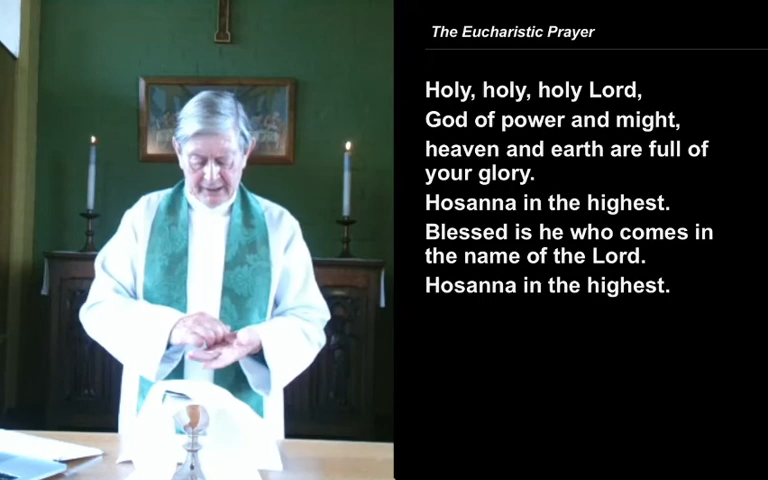 The Eucharistic Prayer
Holy, holy, holy Lord,
God of power and might,
heaven and earth are full of
your glory.
Hosanna in the highest.
Blessed is he who comes in
the name of the Lord.
Hosanna in the highest.